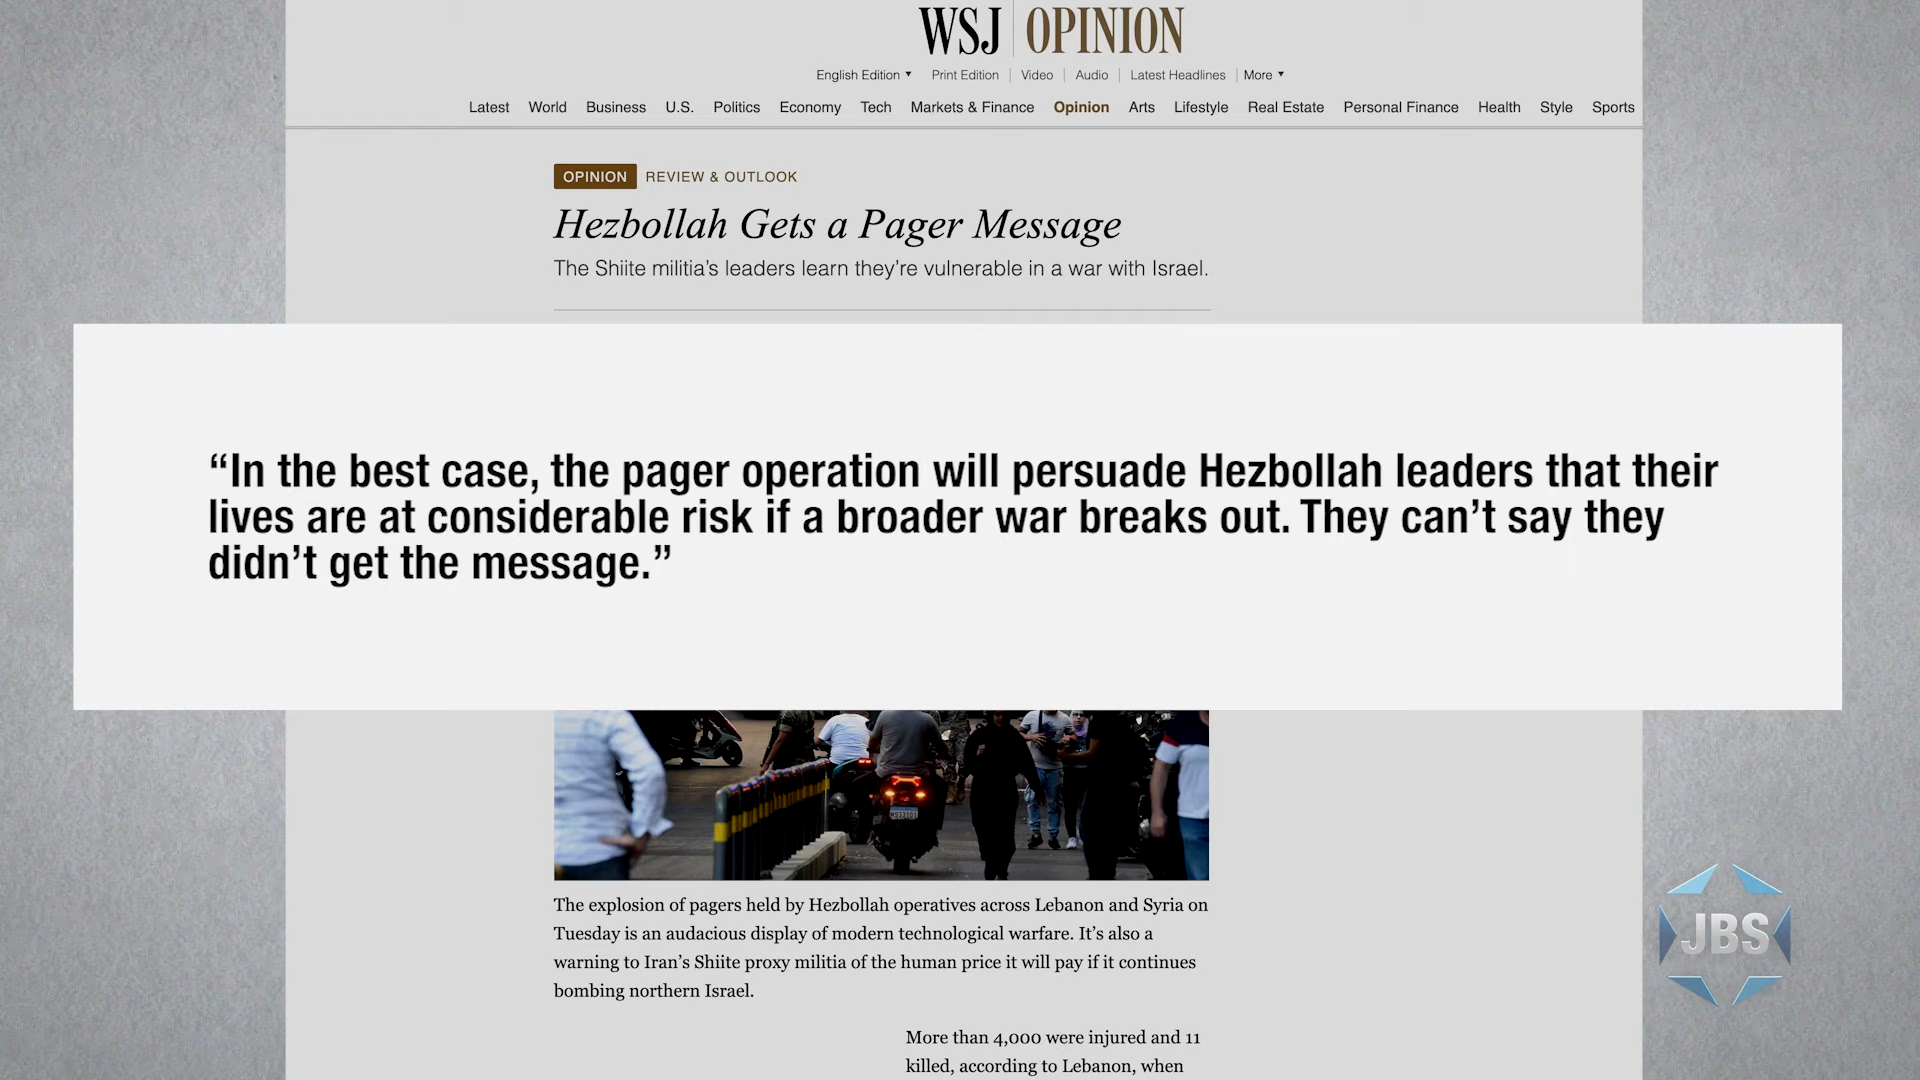 WSJ OPINION
English Edition Print Edition Video Audio Latest Headlines More
Latest World Business U.S. Politics Economy Tech Markets & Finance Opinion Arts Lifestyle Real Estate Personal Finance Health Style Sports
OPINION REVIEW & OUTLOOK
Hezbollah Gets a Pager Message
The Shiite militia’s leaders learn they’re vulnerable in a war with Israel.
“In the best case, the pager operation will persuade Hezbollah leaders that their
lives are at considerable risk if a broader war breaks out. They can’t say they
didn’t get the message.”
The explosion of pagers held by Hezbollah operatives across Lebanon and Syria on
Tuesday is an audacious display of modern technological warfare. It’s also a
warning to Iran’s Shiite proxy militia of the human price it will pay if it continues
bombing northern Israel.
JBS
More than 4,000 were injured and 11
killed, according to Lebanon, when